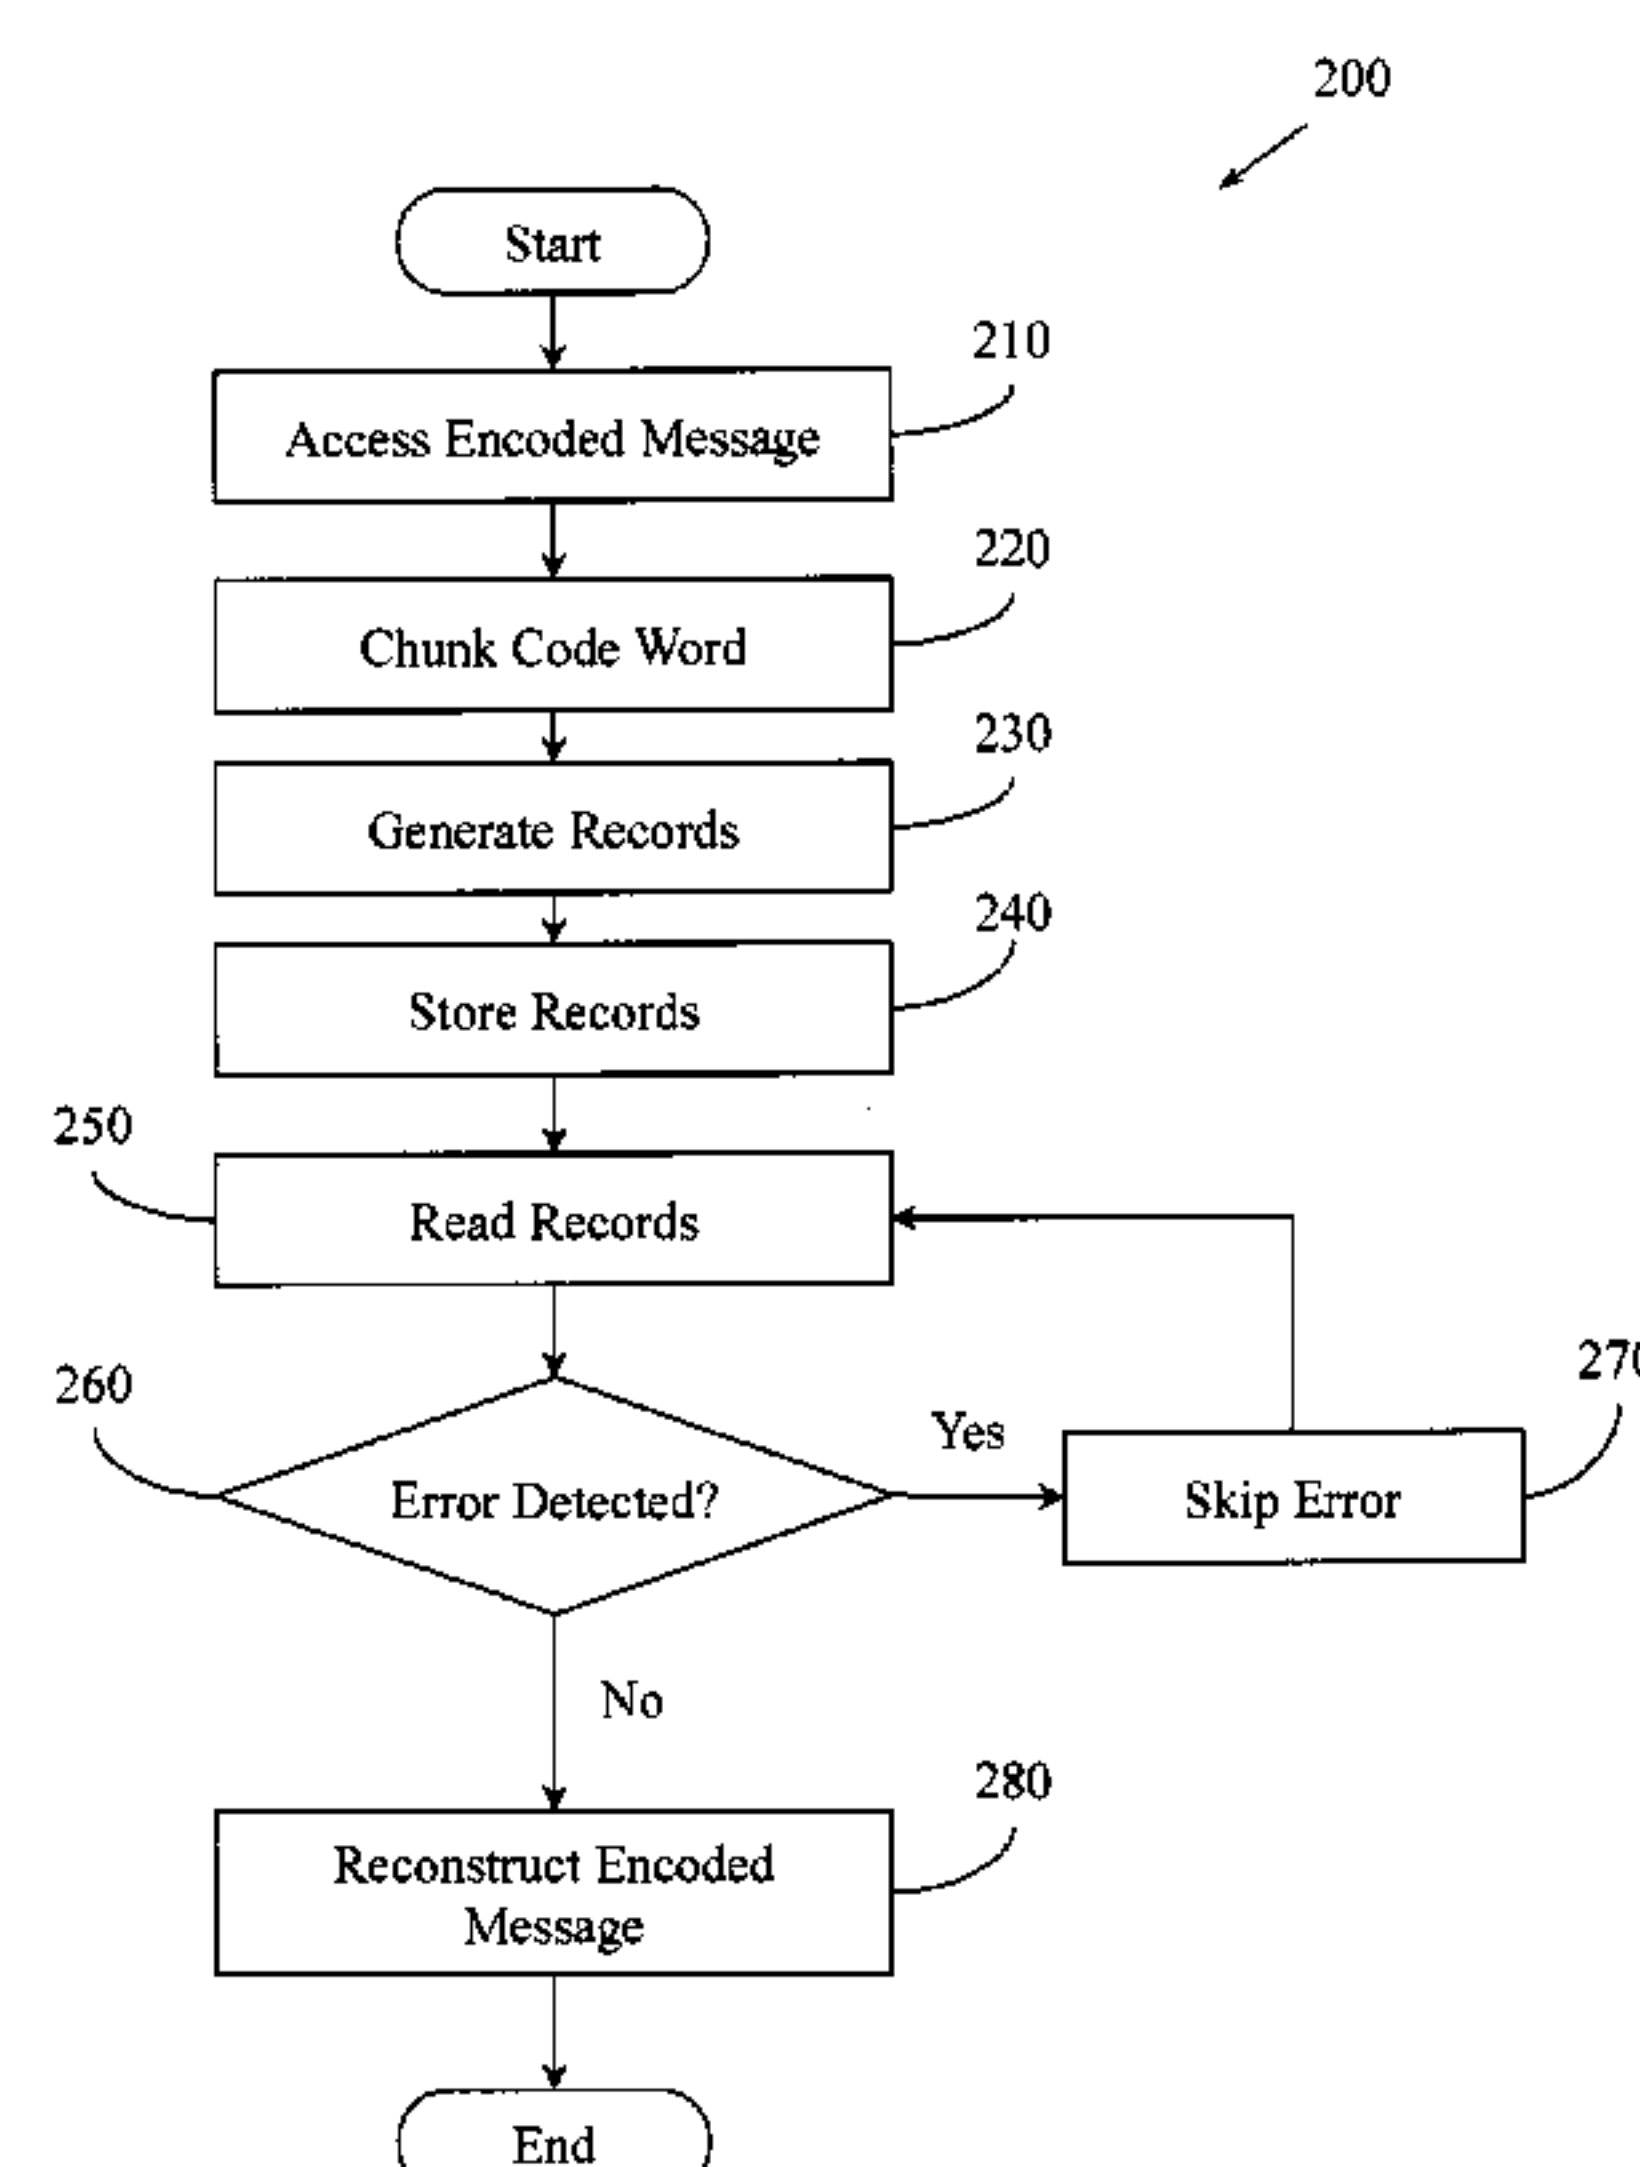 200
Start
210
Access Encoded Message
220
Chunk Code Word
230
Generate Records
240
Store Records
250
Read Records
260
Error Detected?
Yes
270
Skip Error
No
280
Reconstruct Encoded
Message
End